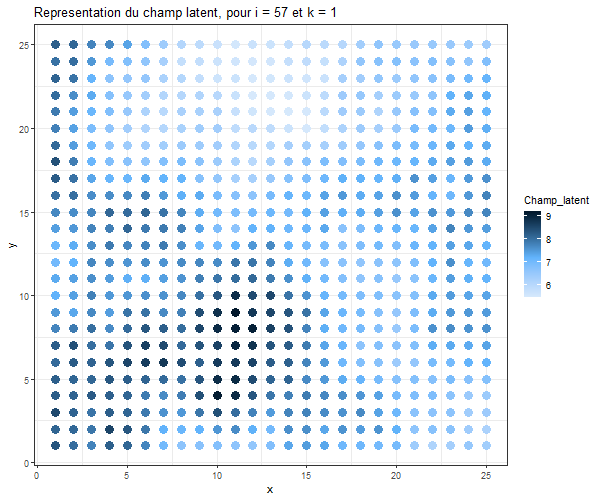 Representation du champ latent, pour i = 57 et k = 1
25
20
15
10
5
0
y
0 5 10 15 20 25
x
Champ_latent
9
8
7
6